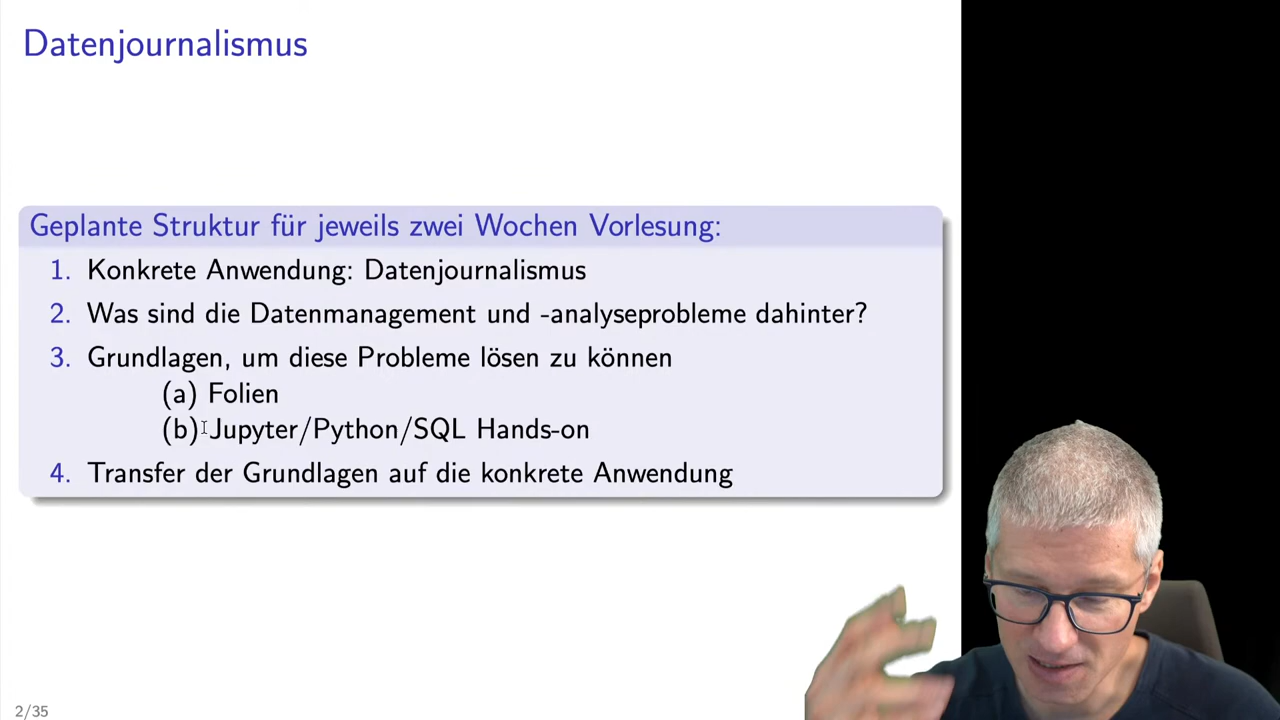 Datenjournalismus
Geplante Struktur für jeweils zwei Wochen Vorlesung:
1. Konkrete Anwendung: Datenjournalismus
2. Was sind die Datenmanagement und -analyseprobleme dahinter?
3. Grundlagen, um diese Probleme lösen zu können
(a) Folien
(b) Jupyter/Python/SQL Hands-on
4. Transfer der Grundlagen auf die konkrete Anwendung
2/35